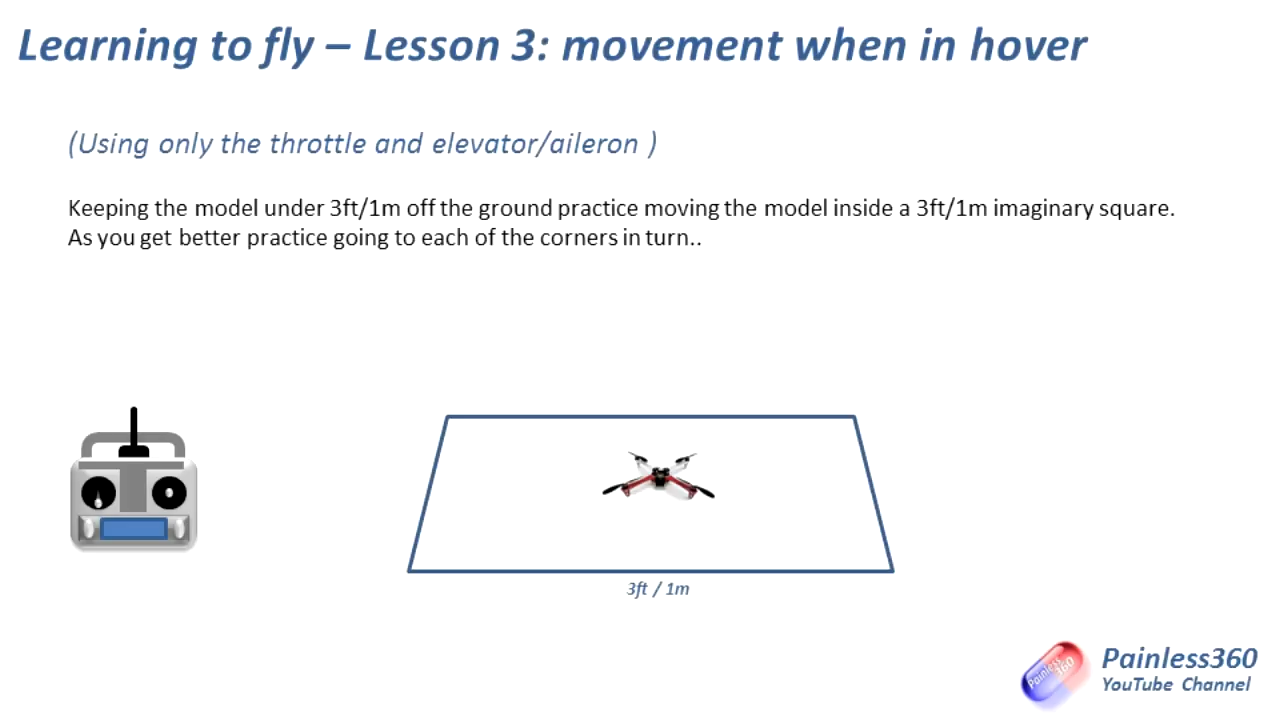 Learning to fly – Lesson 3: movement when in hover
(Using only the throttle and elevator/aileron )
Keeping the model under 3ft/1m off the ground practice moving the model inside a 3ft/1m imaginary square.
As you get better practice going to each of the corners in turn..
3ft / 1m
Painless
360
Painless360
YouTube Channel